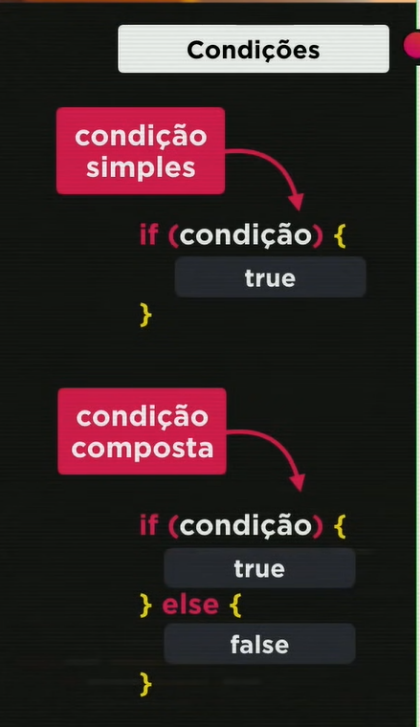 Condições
condição
simples
if (condição) {
true
}
condição
composta
if (condição) {
true
} else {
false
}